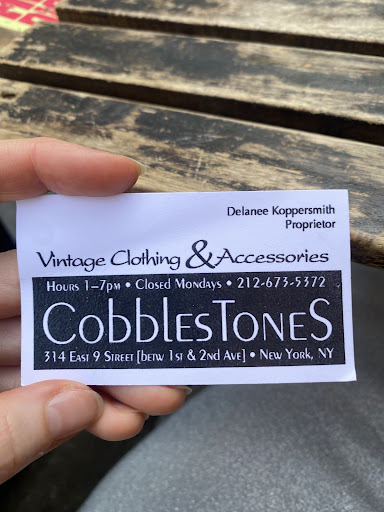 Delanee Koppersmith
Proprietor
Vintage Clothing & Accessories
Hours 1–7pm • Closed Mondays • 212-673-5372
CobblesToneS
314 East 9 Street [betw 1st & 2nd Ave] • New York, NY